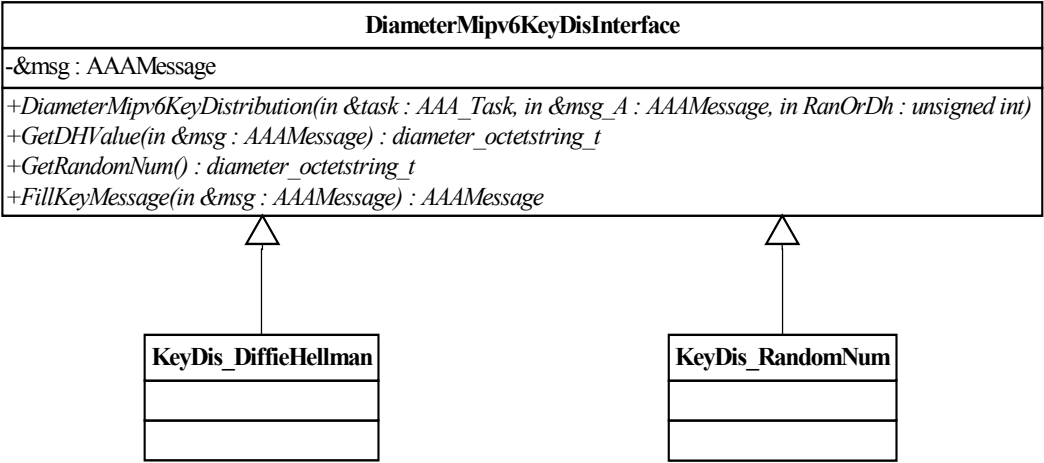 DiameterMipv6KeyDisInterface
-&msg : AAAMessage
+DiameterMipv6KeyDistribution(in &task : AAA_Task, in &msg_A : AAAMessage, in RanOrDh : unsigned int)
+GetDHValue(in &msg : AAAMessage) : diameter_octetstring_t
+GetRandomNum() : diameter_octetstring_t
+FillKeyMessage(in &msg : AAAMessage) : AAAMessage
KeyDis_DiffieHellman
KeyDis_RandomNum